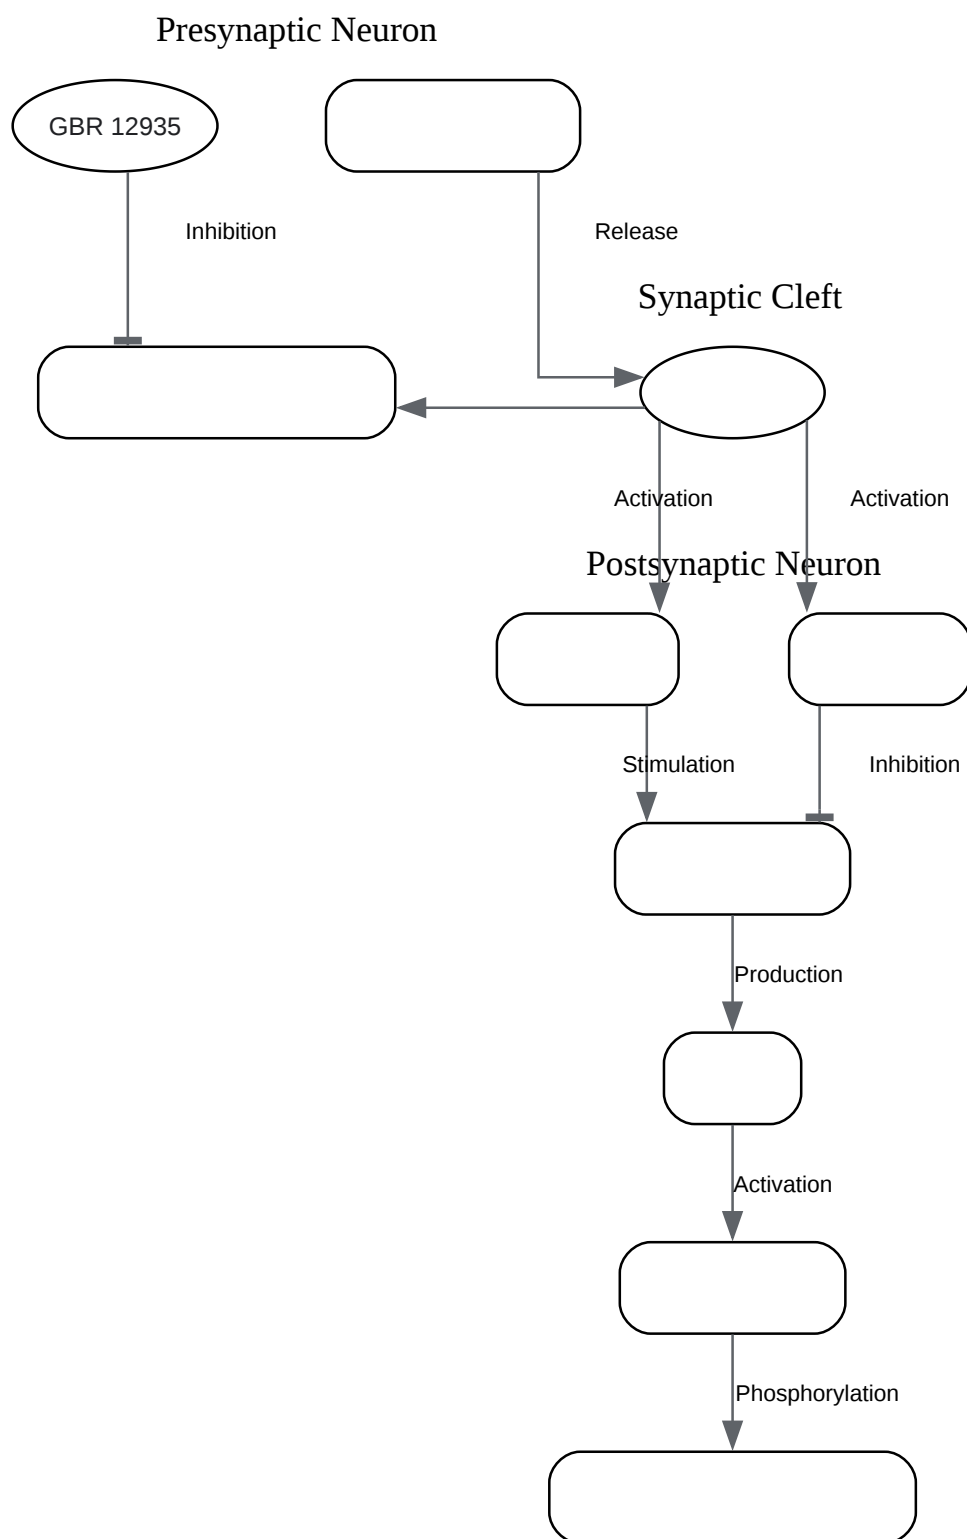 Presynaptic Neuron
GBR 12935
Inhibition
Release
Synaptic Cleft
Activation
Activation
Postsynaptic Neuron
Stimulation
Inhibition
Production
Activation
Phosphorylation